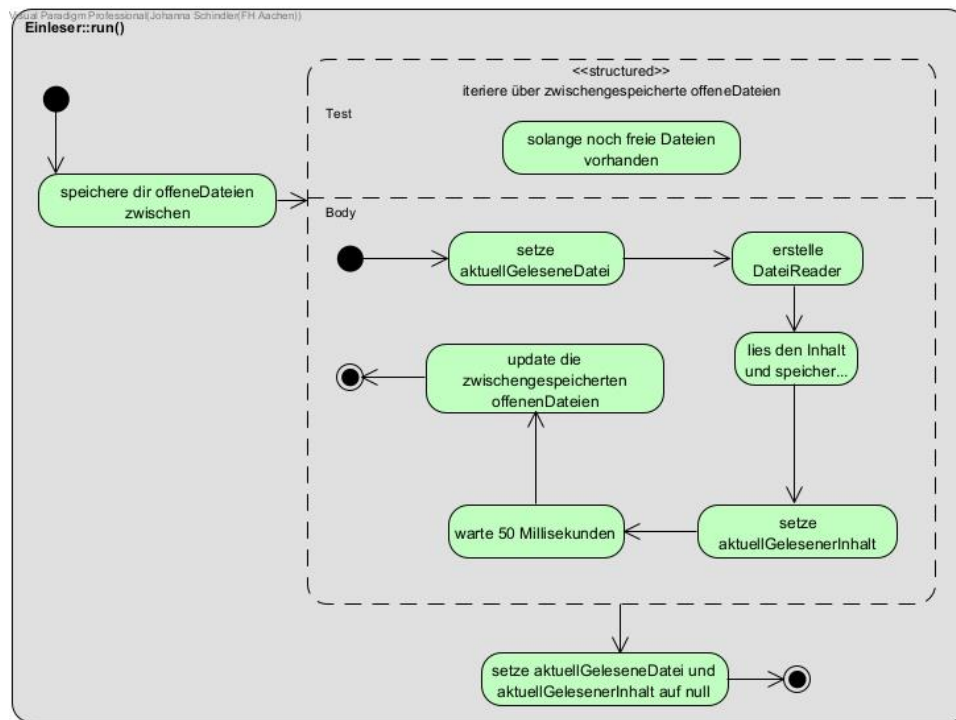 Visual Paradigm Professional(Johanna Schindler(FH Aachen))
Einleser::run()
<<structured>>
iteriere über zwischengespeicherte offeneDateien
Test
solange noch freie Dateien
vorhanden
speichere dir offeneDateien
zwischen
Body
setze
aktuellGeleseneDatei
erstelle
DateiReader
lies den Inhalt
und speicher...
update die
zwischengespeicherten
offenenDateien
warte 50 Millisekunden
setze
aktuellGelesenerInhalt
setze aktuellGeleseneDatei und
aktuellGelesenerInhalt auf null